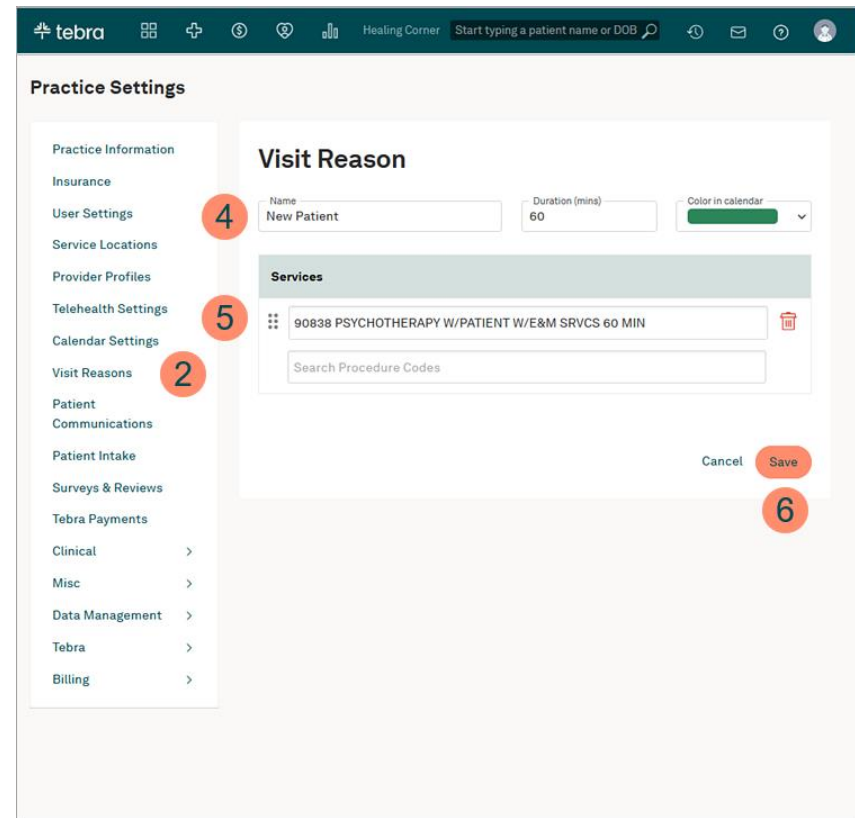 tebra
Healing Corner
Start typing a patient name or DOB
Practice Settings
Practice Information
Insurance
User Settings
Service Locations
Provider Profiles
Telehealth Settings
Calendar Settings
Visit Reasons
2
Patient
Communications
Patient Intake
Surveys & Reviews
Tebra Payments
Clinical
Misc
Data Management
Tebra
Billing
Visit Reason
4
Name
New Patient
Duration (mins)
60
Color in calendar
Services
5
90838 PSYCHOTHERAPY W/PATIENT W/E&M SRVCS 60 MIN
Search Procedure Codes
Cancel
Save
6